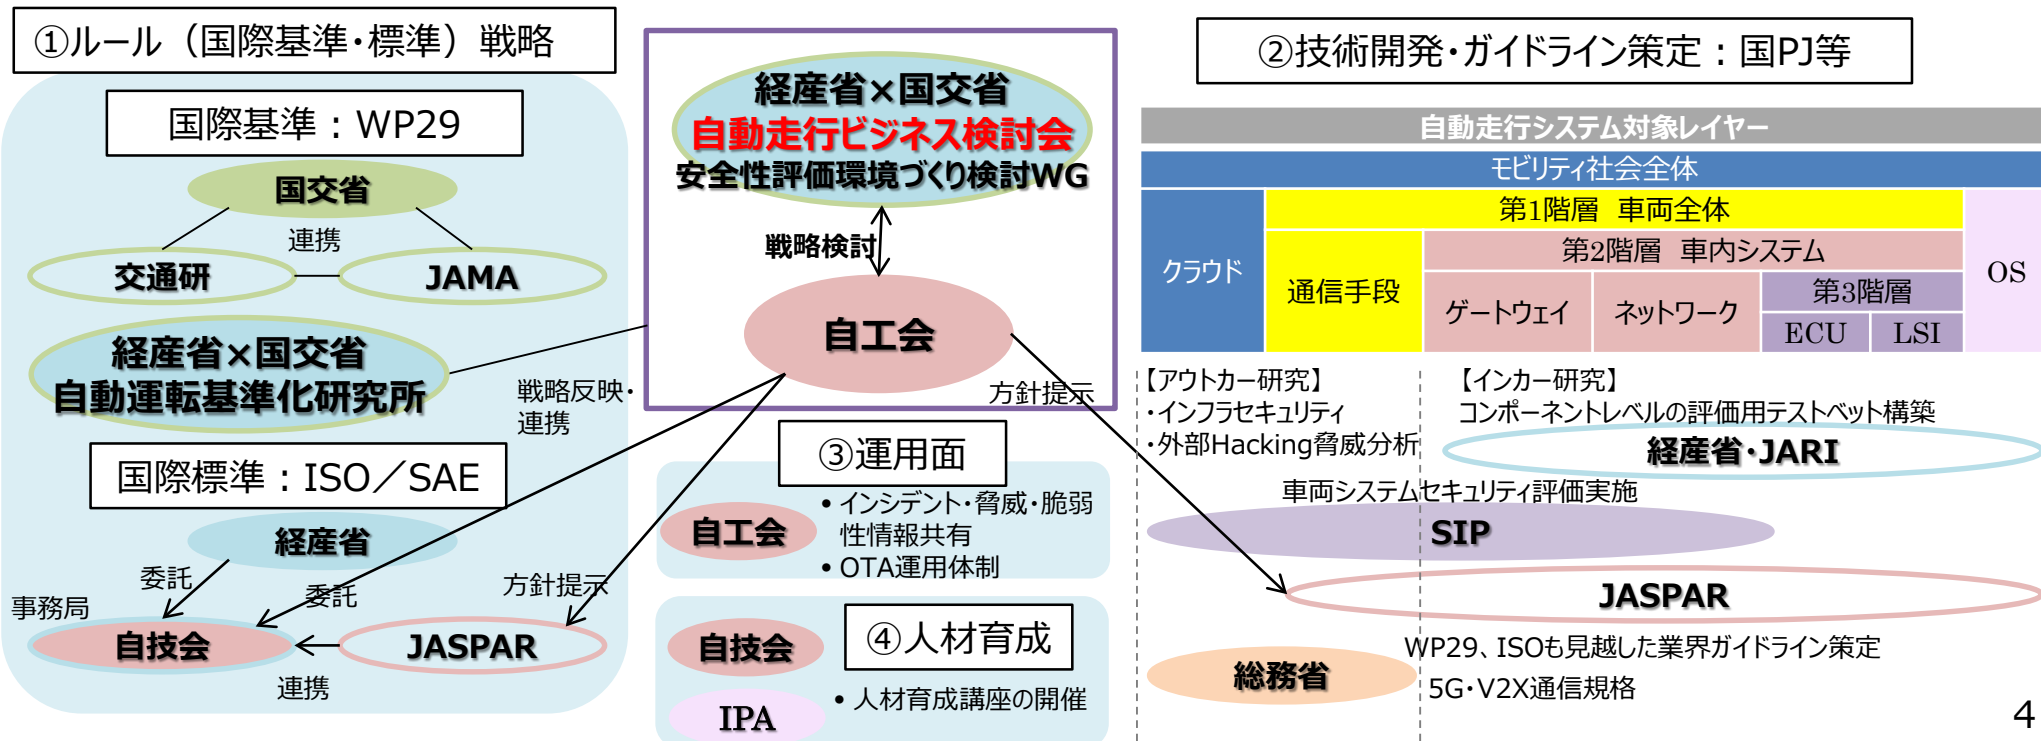 ①ルール（国際基準・標準）戦略
国際基準：WP29
国交省
連携
交通研
JAMA
経産省×国交省
自動運転基準化研究所
戦略反映・
連携
国際標準：ISO／SAE
経産省
委託
委託
方針提示
事務局
自技会
JASPAR
連携
経産省×国交省
自動走行ビジネス検討会
安全性評価環境づくり検討WG
戦略検討
自工会
方針提示
③運用面
自工会
• インシデント・脅威・脆弱
性情報共有
• OTA運用体制
自技会
④人材育成
IPA
• 人材育成講座の開催
②技術開発・ガイドライン策定：国PJ等
自動走行システム対象レイヤー
モビリティ社会全体
クラウド
第1階層 車両全体
通信手段
第2階層 車内システム
ゲートウェイ
ネットワーク
第3階層
ECU
LSI
OS
【アウトカー研究】
・インフラセキュリティ
・外部Hacking脅威分析
【インカー研究】
コンポーネントレベルの評価用テストベット構築
経産省・JARI
車両システムセキュリティ評価実施
SIP
JASPAR
WP29、ISOも見越した業界ガイドライン策定
総務省
5G・V2X通信規格
4